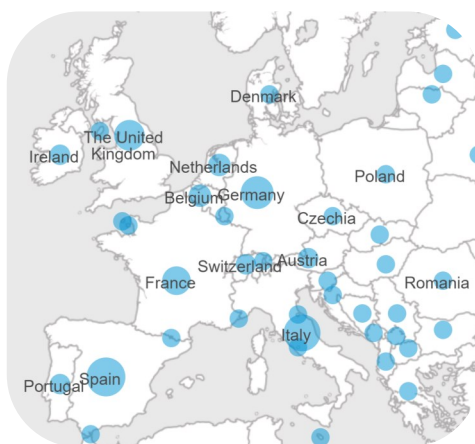 Denmark
The United
Kingdom
Ireland
Netherlands
Poland
Belgium
Germany
Czechia
Switzerland
Austria
France
Romania
Italy
Portugal
Spain